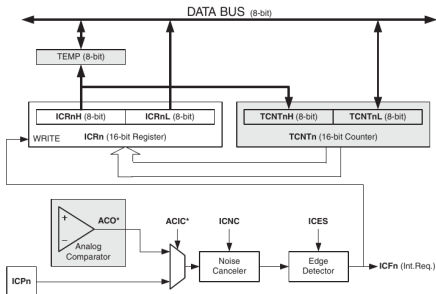 DATA BUS (8-bit)
TEMP (8-bit)
ICRnH (8-bit) ICRnL (8-bit) TCNTnH (8-bit) TCNTnL (8-bit)
WRITE ICRn (16-bit Register) TCNTn (16-bit Counter)
+ ACO* ACIC* ICNC ICES
-
Analog
Comparator
Noise
Canceler
Edge
Detector
ICFn (Int.Req.)
ICPn